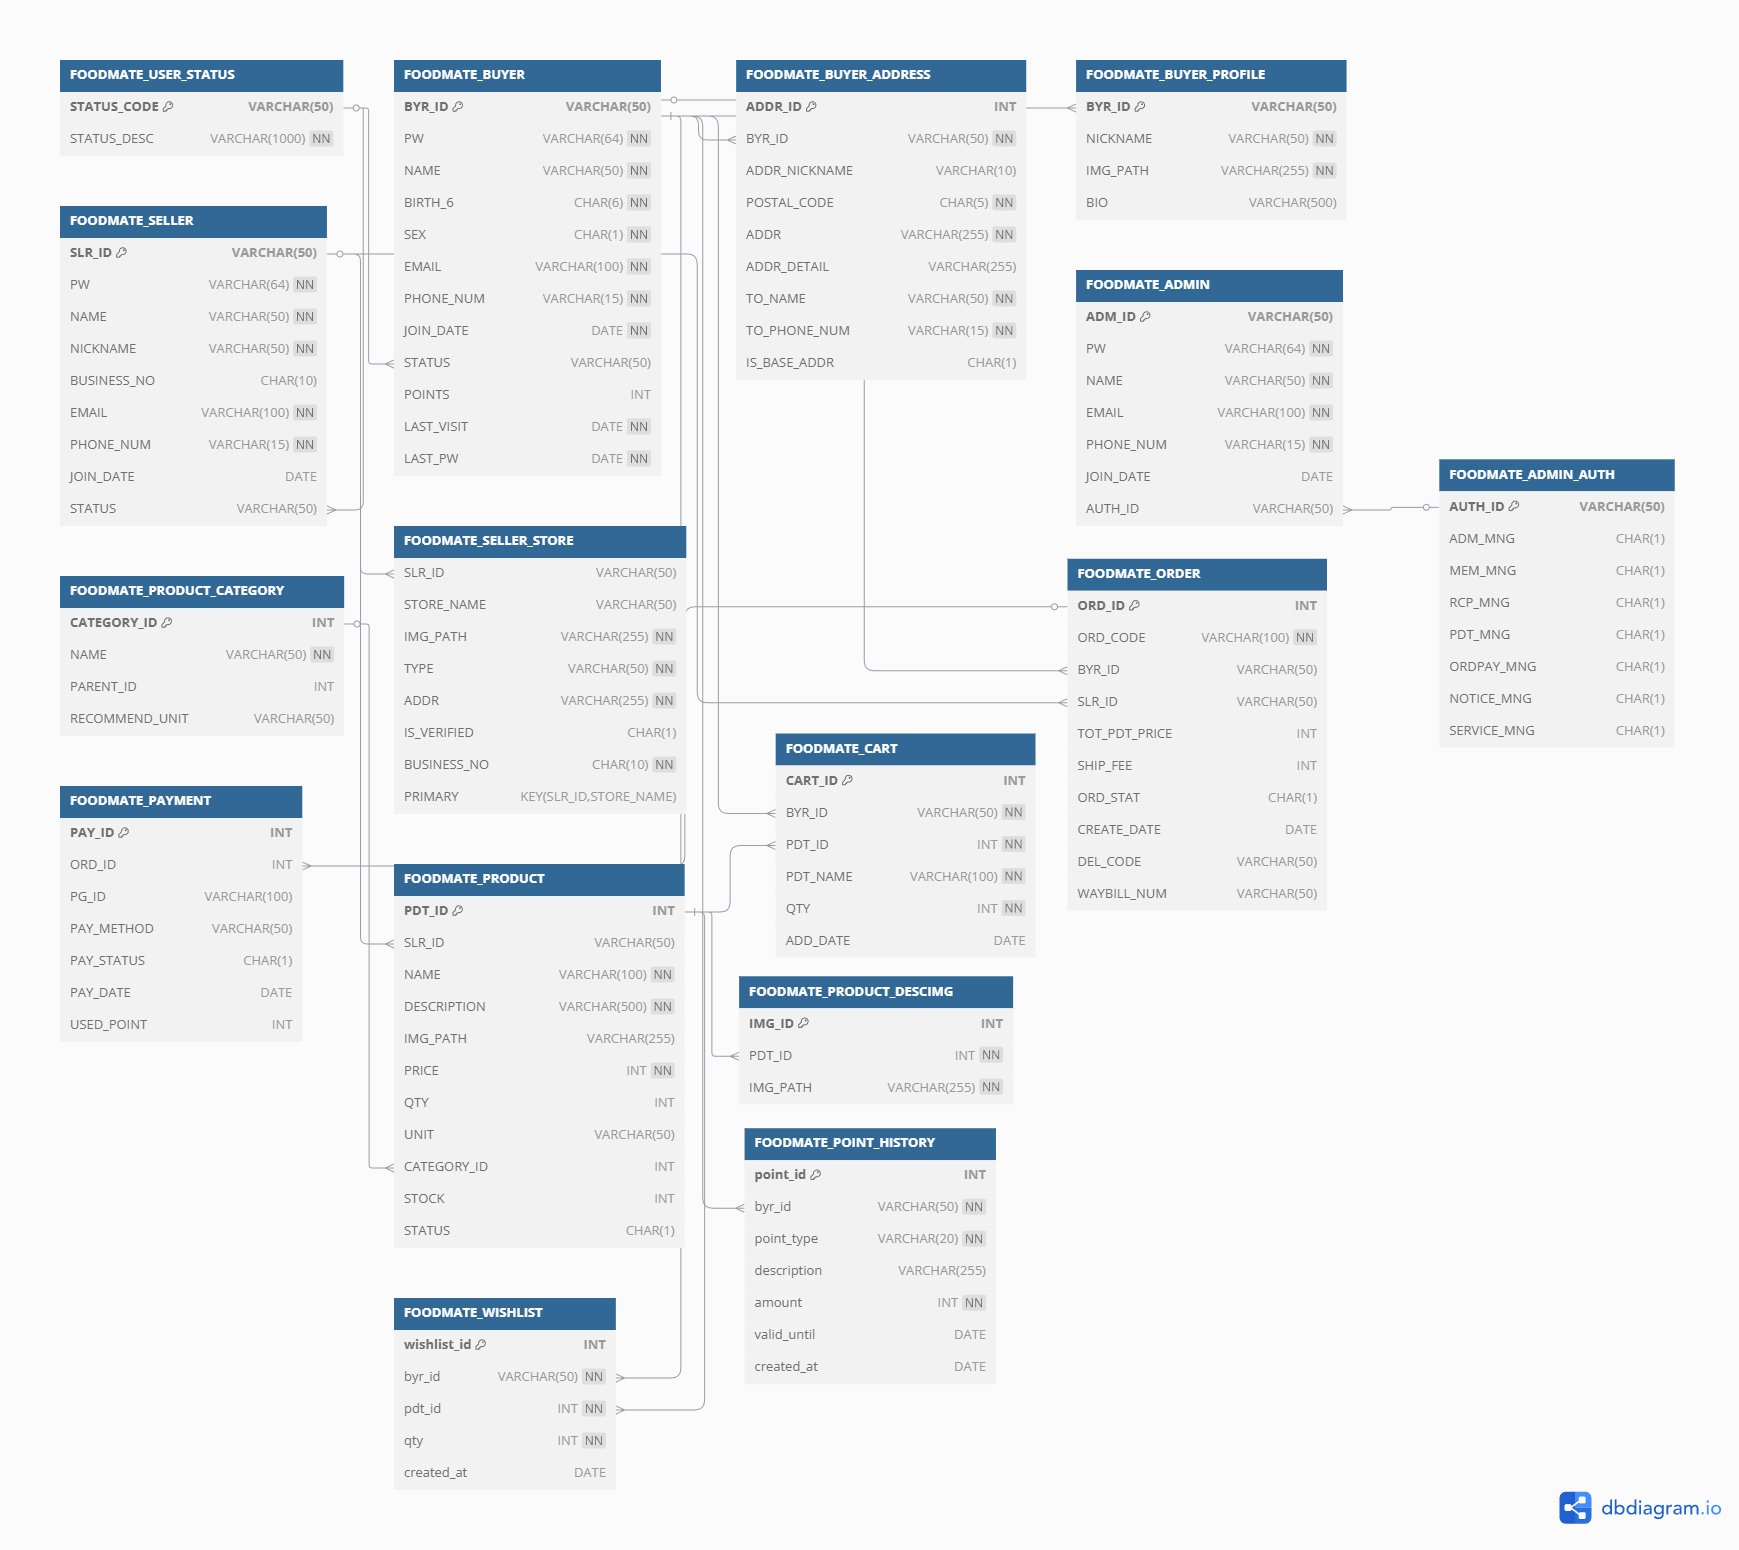 FOODMATE_USER_STATUS
STATUS_CODE VARCHAR(50)
STATUS_DESC VARCHAR(1000) NN
FOODMATE_SELLER
SLR_ID VARCHAR(50)
PW VARCHAR(64) NN
NAME VARCHAR(50) NN
NICKNAME VARCHAR(50) NN
BUSINESS_NO CHAR(10)
EMAIL VARCHAR(100) NN
PHONE_NUM VARCHAR(15) NN
JOIN_DATE DATE
STATUS VARCHAR(50)
FOODMATE_PRODUCT_CATEGORY
CATEGORY_ID INT
NAME VARCHAR(50) NN
PARENT_ID INT
RECOMMEND_UNIT VARCHAR(50)
FOODMATE_PAYMENT
PAY_ID INT
ORD_ID INT
PG_ID VARCHAR(100)
PAY_METHOD VARCHAR(50)
PAY_STATUS CHAR(1)
PAY_DATE DATE
USED_POINT INT
FOODMATE_BUYER
BYR_ID VARCHAR(50)
PW VARCHAR(64) NN
NAME VARCHAR(50) NN
BIRTH_6 CHAR(6) NN
SEX CHAR(1) NN
EMAIL VARCHAR(100) NN
PHONE_NUM VARCHAR(15) NN
JOIN_DATE DATE NN
STATUS VARCHAR(50)
POINTS INT
LAST_VISIT DATE NN
LAST_PW DATE NN
FOODMATE_SELLER_STORE
SLR_ID VARCHAR(50)
STORE_NAME VARCHAR(50)
IMG_PATH VARCHAR(255) NN
TYPE VARCHAR(50) NN
ADDR VARCHAR(255) NN
IS_VERIFIED CHAR(1)
BUSINESS_NO CHAR(10) NN
PRIMARY KEY(SLR_ID,STORE_NAME)
FOODMATE_PRODUCT
PDT_ID INT
SLR_ID VARCHAR(50)
NAME VARCHAR(100) NN
DESCRIPTION VARCHAR(500) NN
IMG_PATH VARCHAR(255)
PRICE INT NN
QTY INT
UNIT VARCHAR(50)
CATEGORY_ID INT
STOCK INT
STATUS CHAR(1)
FOODMATE_WISHLIST
wishlist_id INT
byr_id VARCHAR(50) NN
pdt_id INT NN
qty INT NN
created_at DATE
FOODMATE_BUYER_ADDRESS
ADDR_ID INT
BYR_ID VARCHAR(50) NN
ADDR_NICKNAME VARCHAR(10)
POSTAL_CODE CHAR(5) NN
ADDR VARCHAR(255) NN
ADDR_DETAIL VARCHAR(255)
TO_NAME VARCHAR(50) NN
TO_PHONE_NUM VARCHAR(15) NN
IS_BASE_ADDR CHAR(1)
FOODMATE_CART
CART_ID INT
BYR_ID VARCHAR(50) NN
PDT_ID INT NN
PDT_NAME VARCHAR(100) NN
QTY INT NN
ADD_DATE DATE
FOODMATE_PRODUCT_DESCIMG
IMG_ID INT
PDT_ID INT NN
IMG_PATH VARCHAR(255) NN
FOODMATE_POINT_HISTORY
point_id INT
byr_id VARCHAR(50) NN
point_type VARCHAR(20) NN
description VARCHAR(255)
amount INT NN
valid_until DATE
created_at DATE
FOODMATE_BUYER_PROFILE
BYR_ID VARCHAR(50)
NICKNAME VARCHAR(50) NN
IMG_PATH VARCHAR(255) NN
BIO VARCHAR(500)
FOODMATE_ADMIN
ADM_ID VARCHAR(50)
PW VARCHAR(64) NN
NAME VARCHAR(50) NN
EMAIL VARCHAR(100) NN
PHONE_NUM VARCHAR(15) NN
JOIN_DATE DATE
AUTH_ID VARCHAR(50)
FOODMATE_ORDER
ORD_ID INT
ORD_CODE VARCHAR(100) NN
BYR_ID VARCHAR(50)
SLR_ID VARCHAR(50)
TOT_PDT_PRICE INT
SHIP_FEE INT
ORD_STAT CHAR(1)
CREATE_DATE DATE
DEL_CODE VARCHAR(50)
WAYBILL_NUM VARCHAR(50)
FOODMATE_ADMIN_AUTH
AUTH_ID VARCHAR(50)
ADM_MNG CHAR(1)
MEM_MNG CHAR(1)
RCP_MNG CHAR(1)
PDT_MNG CHAR(1)
ORDPAY_MNG CHAR(1)
NOTICE_MNG CHAR(1)
SERVICE_MNG CHAR(1)
dbdiagram.io